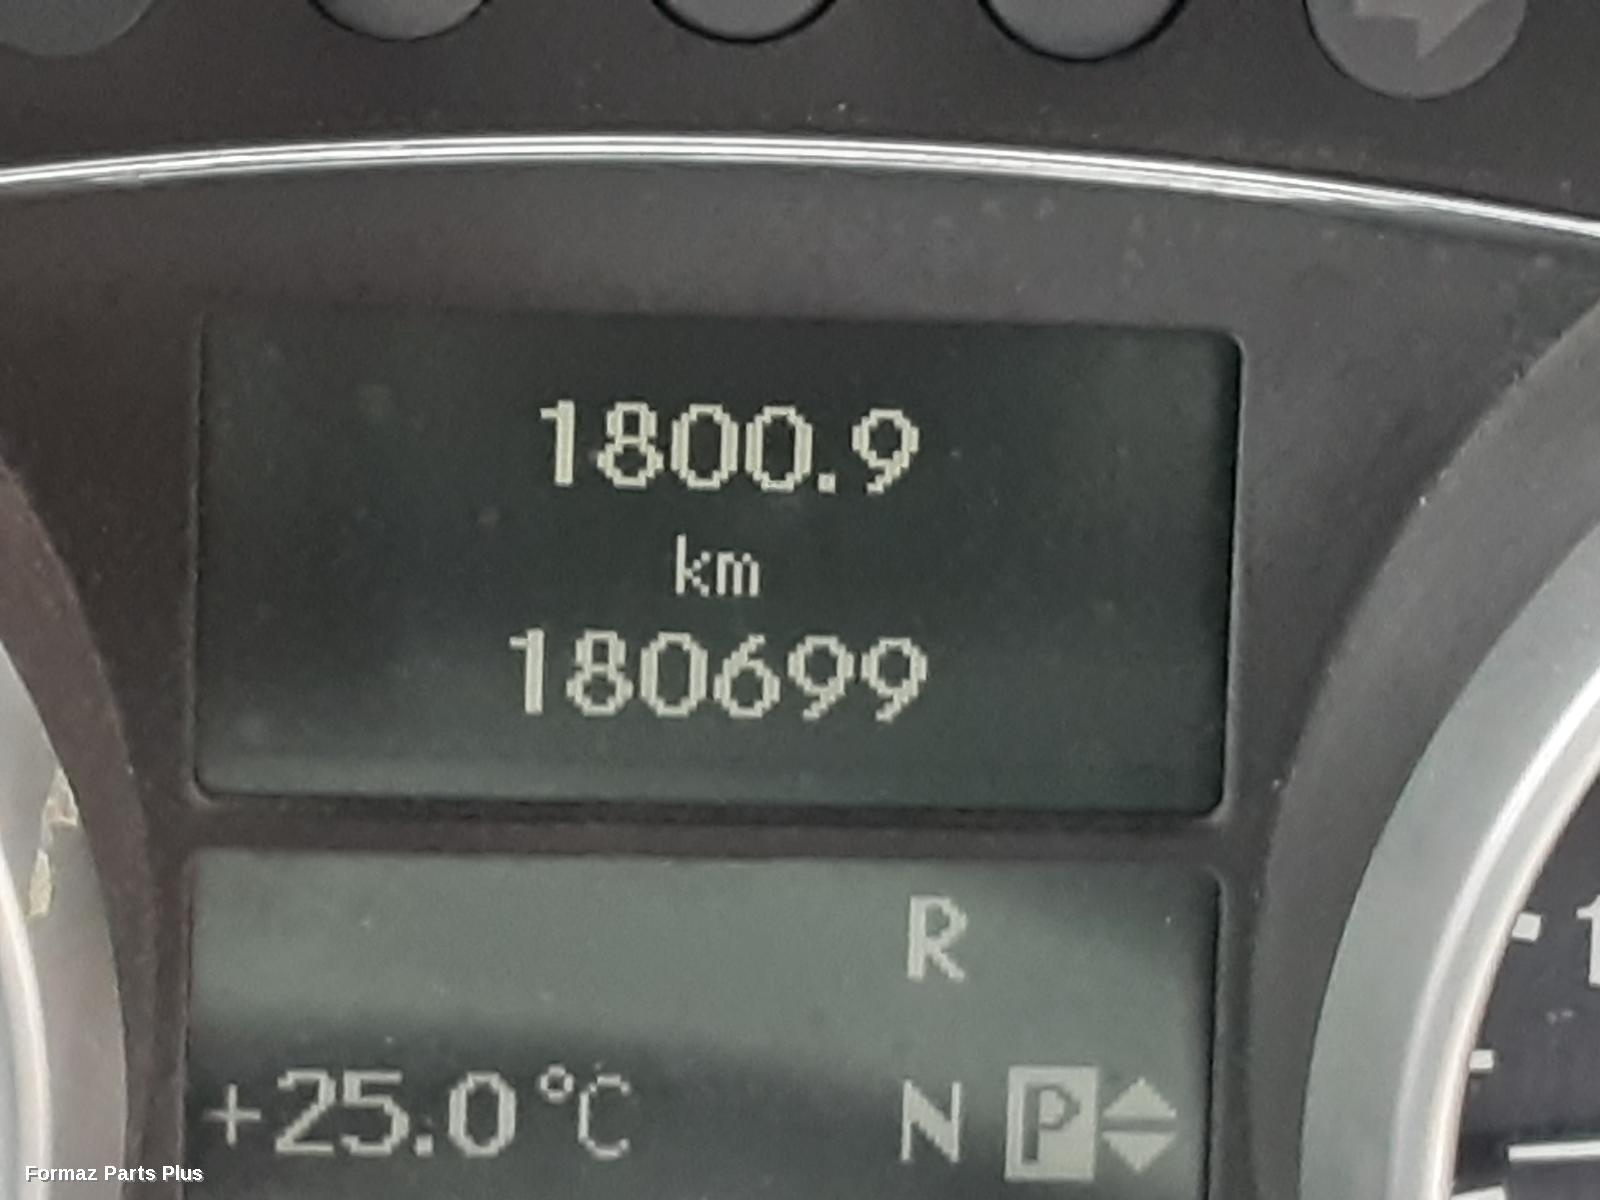 1800.9
km
180699
R
+25.0°C N P
Formaz Parts Plus